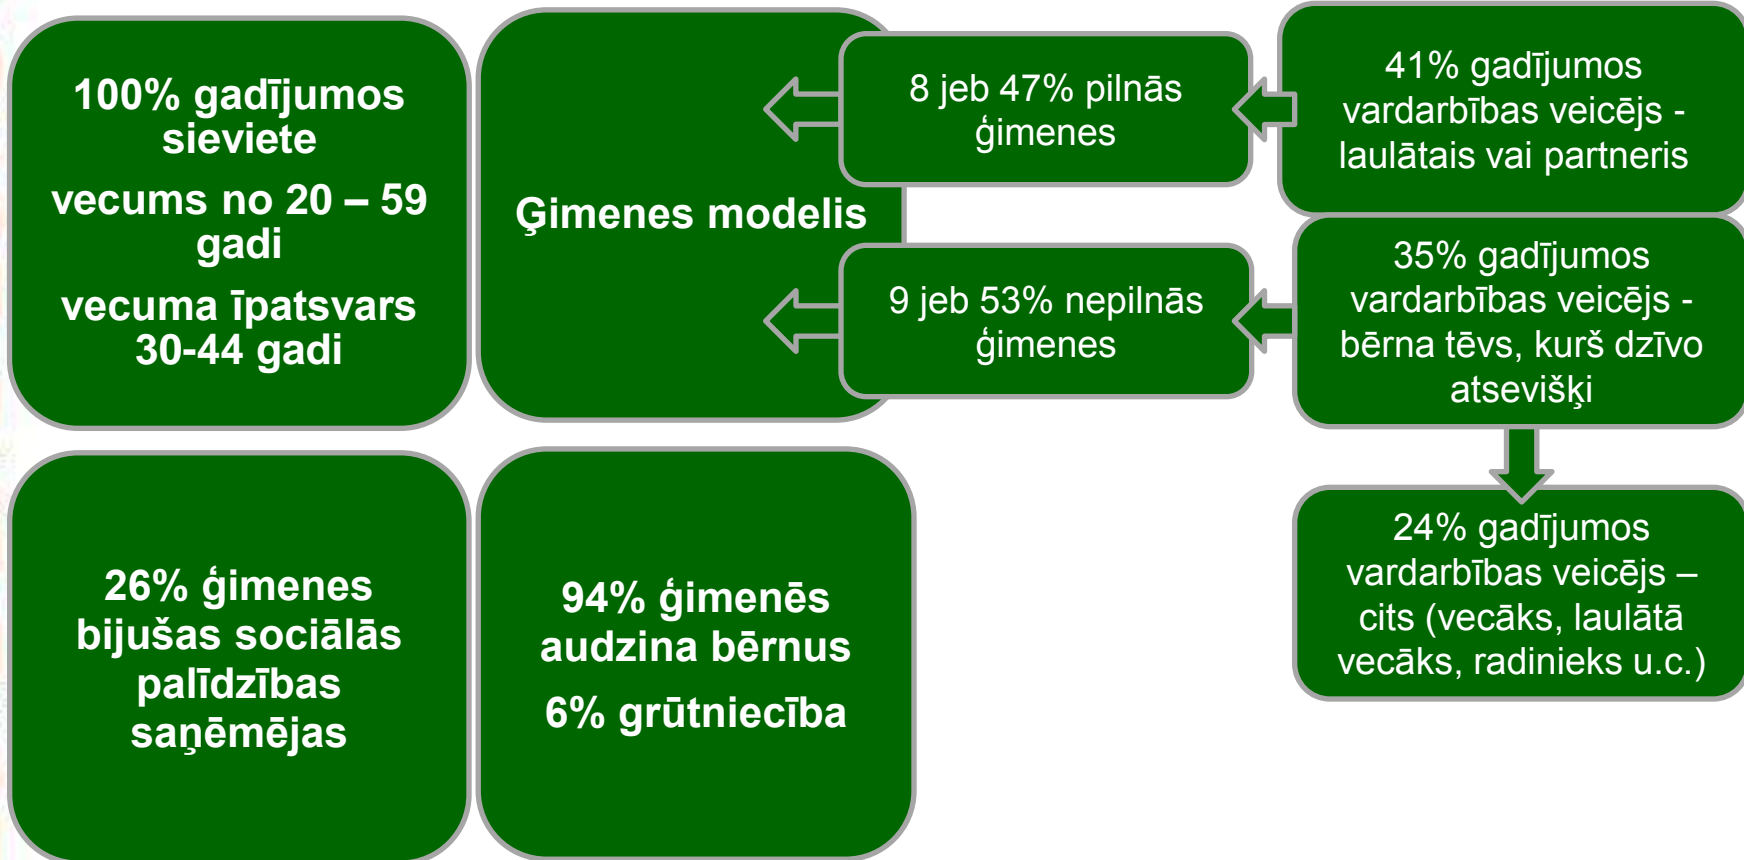 100% gadījumos
sieviete
vecums no 20 – 59
gadi
vecuma īpatsvars
30-44 gadi
Ģimenes modelis
8 jeb 47% pilnās
ģimenes
9 jeb 53% nepilnās
ģimenes
41% gadījumos
vardarbības veicējs -
laulātais vai partneris
35% gadījumos
vardarbības veicējs -
bērna tēvs, kurš dzīvo
atsevišķi
24% gadījumos
vardarbības veicējs –
cits (vecāks, laulātā
vecāks, radinieks u.c.)
26% ģimenes
bijušas sociālās
palīdzības
saņēmējas
94% ģimenēs
audzina bērnus
6% grūtniecība